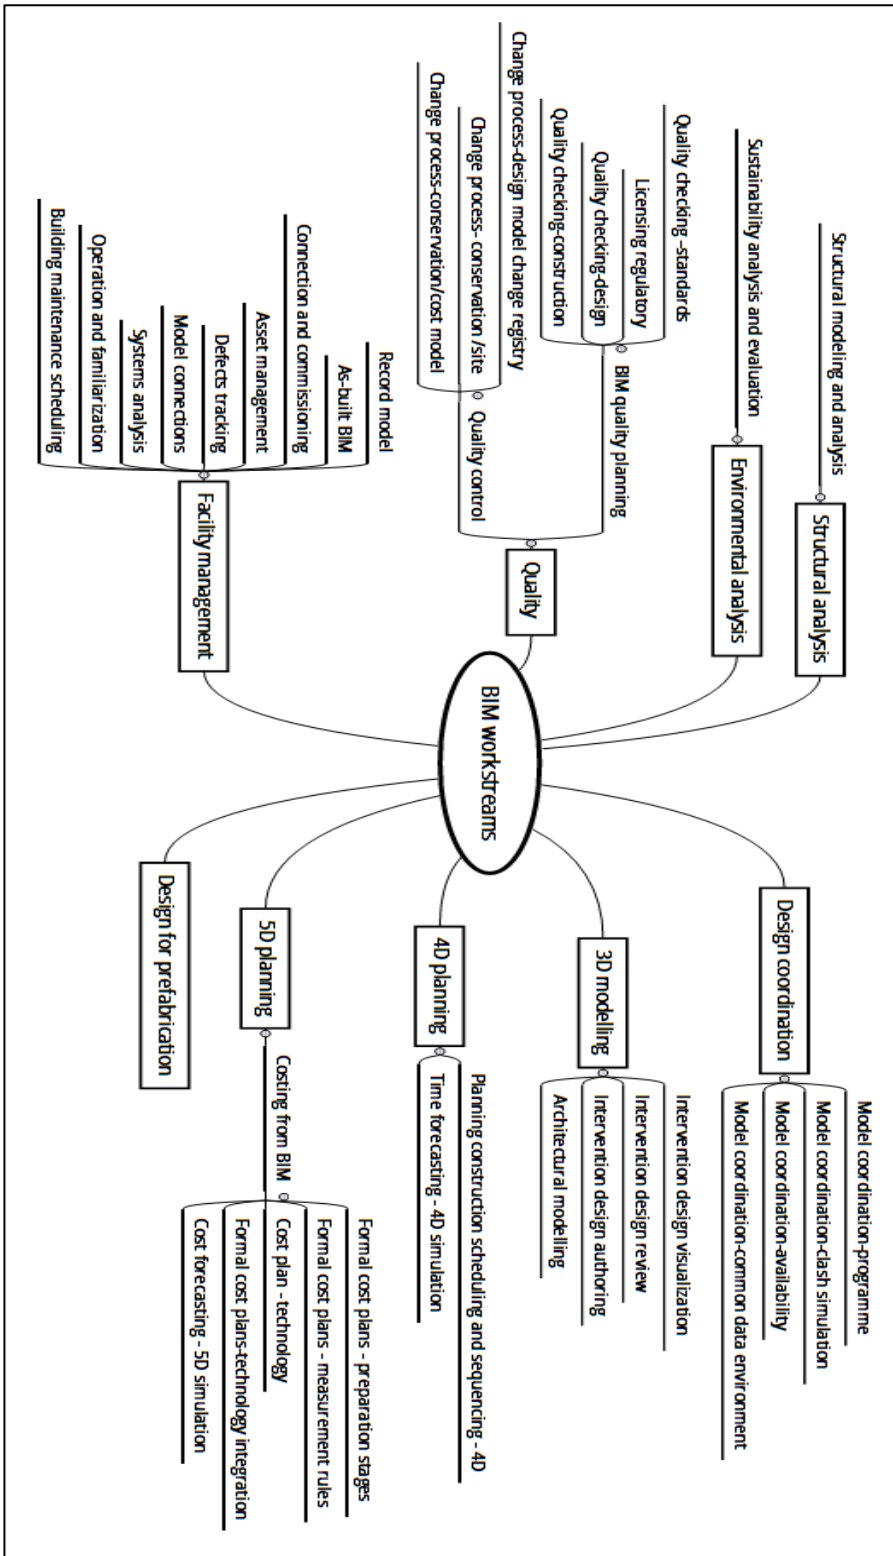 BIM workstreams
Structural analysis
Structural modeling and analysis
Environmental analysis
Sustainability analysis and evaluation
Quality
BIM quality planning
Quality checking –standards
Licensing regulatory
Quality checking-design
Quality checking-construction
Quality control
Change process-design model change registry
Change process- conservation /site
Change process-conservation/cost model
Facility management
Record model
As-built BIM
Connection and commissioning
Asset management
Defects tracking
Model connections
Systems analysis
Operation and familiarization
Building maintenance scheduling
Design coordination
Model coordination-programme
Model coordination-clash simulation
Model coordination-availability
Model coordination-common data environment
3D modelling
Intervention design visualization
Intervention design review
Intervention design authoring
Architectural modelling
4D planning
Planning construction scheduling and sequencing - 4D
Time forecasting - 4D simulation
5D planning
Costing from BIM
Formal cost plans - preparation stages
Formal cost plans - measurement rules
Cost plan - technology
Formal cost plans-technology integration
Cost forecasting - 5D simulation
Design for prefabrication